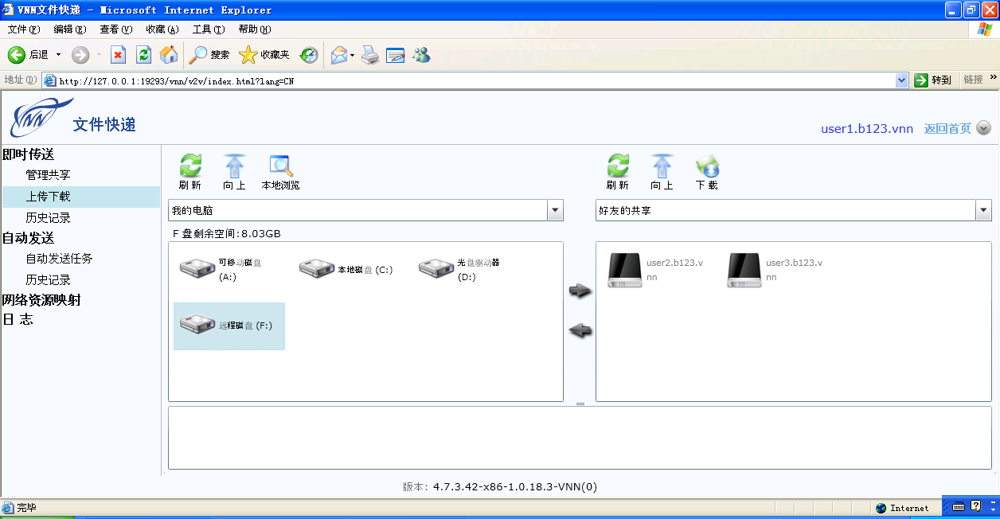 VNN文件快递 - Microsoft Internet Explorer
文件(F) 编辑(E) 查看(V) 收藏(A) 工具(T) 帮助(H)
后退 搜索 收藏夹
地址(D) http://127.0.0.1:19293/vnn/v2v/index.html?lang=CN 转到 链接 »
VNN 文件快递
user1.b123.vnn 返回首页
即时传送
管理共享
上传下载
历史记录
自动发送
自动发送任务
历史记录
网络资源映射
日 志
刷 新 向 上 本地浏览
我的电脑
F 盘剩余空间:8.03GB
可移动磁盘
(A:)
本地磁盘 (C:)
光盘驱动器
(D:)
远程磁盘 (F:)
刷 新 向 上 下 载
好友的共享
user2.b123.v
nn
user3.b123.v
nn
版本: 4.7.3.42-x86-1.0.18.3-VNN(0)
完毕 Internet